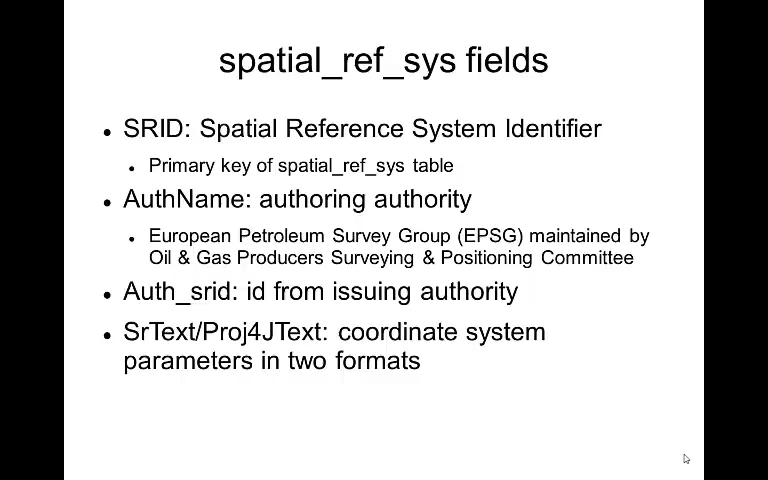 spatial_ref_sys fields
• SRID: Spatial Reference System Identifier
• Primary key of spatial_ref_sys table
• AuthName: authoring authority
• European Petroleum Survey Group (EPSG) maintained by
Oil & Gas Producers Surveying & Positioning Committee
• Auth_srid: id from issuing authority
• SrText/Proj4JText: coordinate system
parameters in two formats